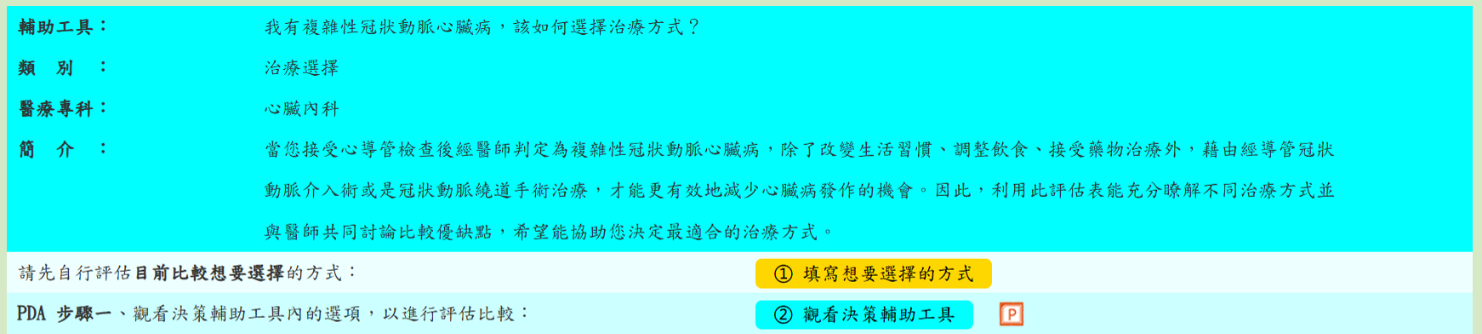 輔助工具： 我有複雜性冠狀動脈心臟病，該如何選擇治療方式？
類 別 ： 治療選擇
醫療專科： 心臟內科
簡 介 ： 當您接受心導管檢查後經醫師判定為複雜性冠狀動脈心臟病，除了改變生活習慣、調整飲食、接受藥物治療外，藉由經導管冠狀
動脈介入術或是冠狀動脈繞道手術治療，才能更有效地減少心臟病發作的機會。因此，利用此評估表能充分瞭解不同治療方式並
與醫師共同討論比較優缺點，希望能協助您決定最適合的治療方式。
請先自行評估目前比較想要選擇的方式： ① 填寫想要選擇的方式
PDA 步驟一、觀看決策輔助工具內的選項，以進行評估比較： ② 觀看決策輔助工具 P